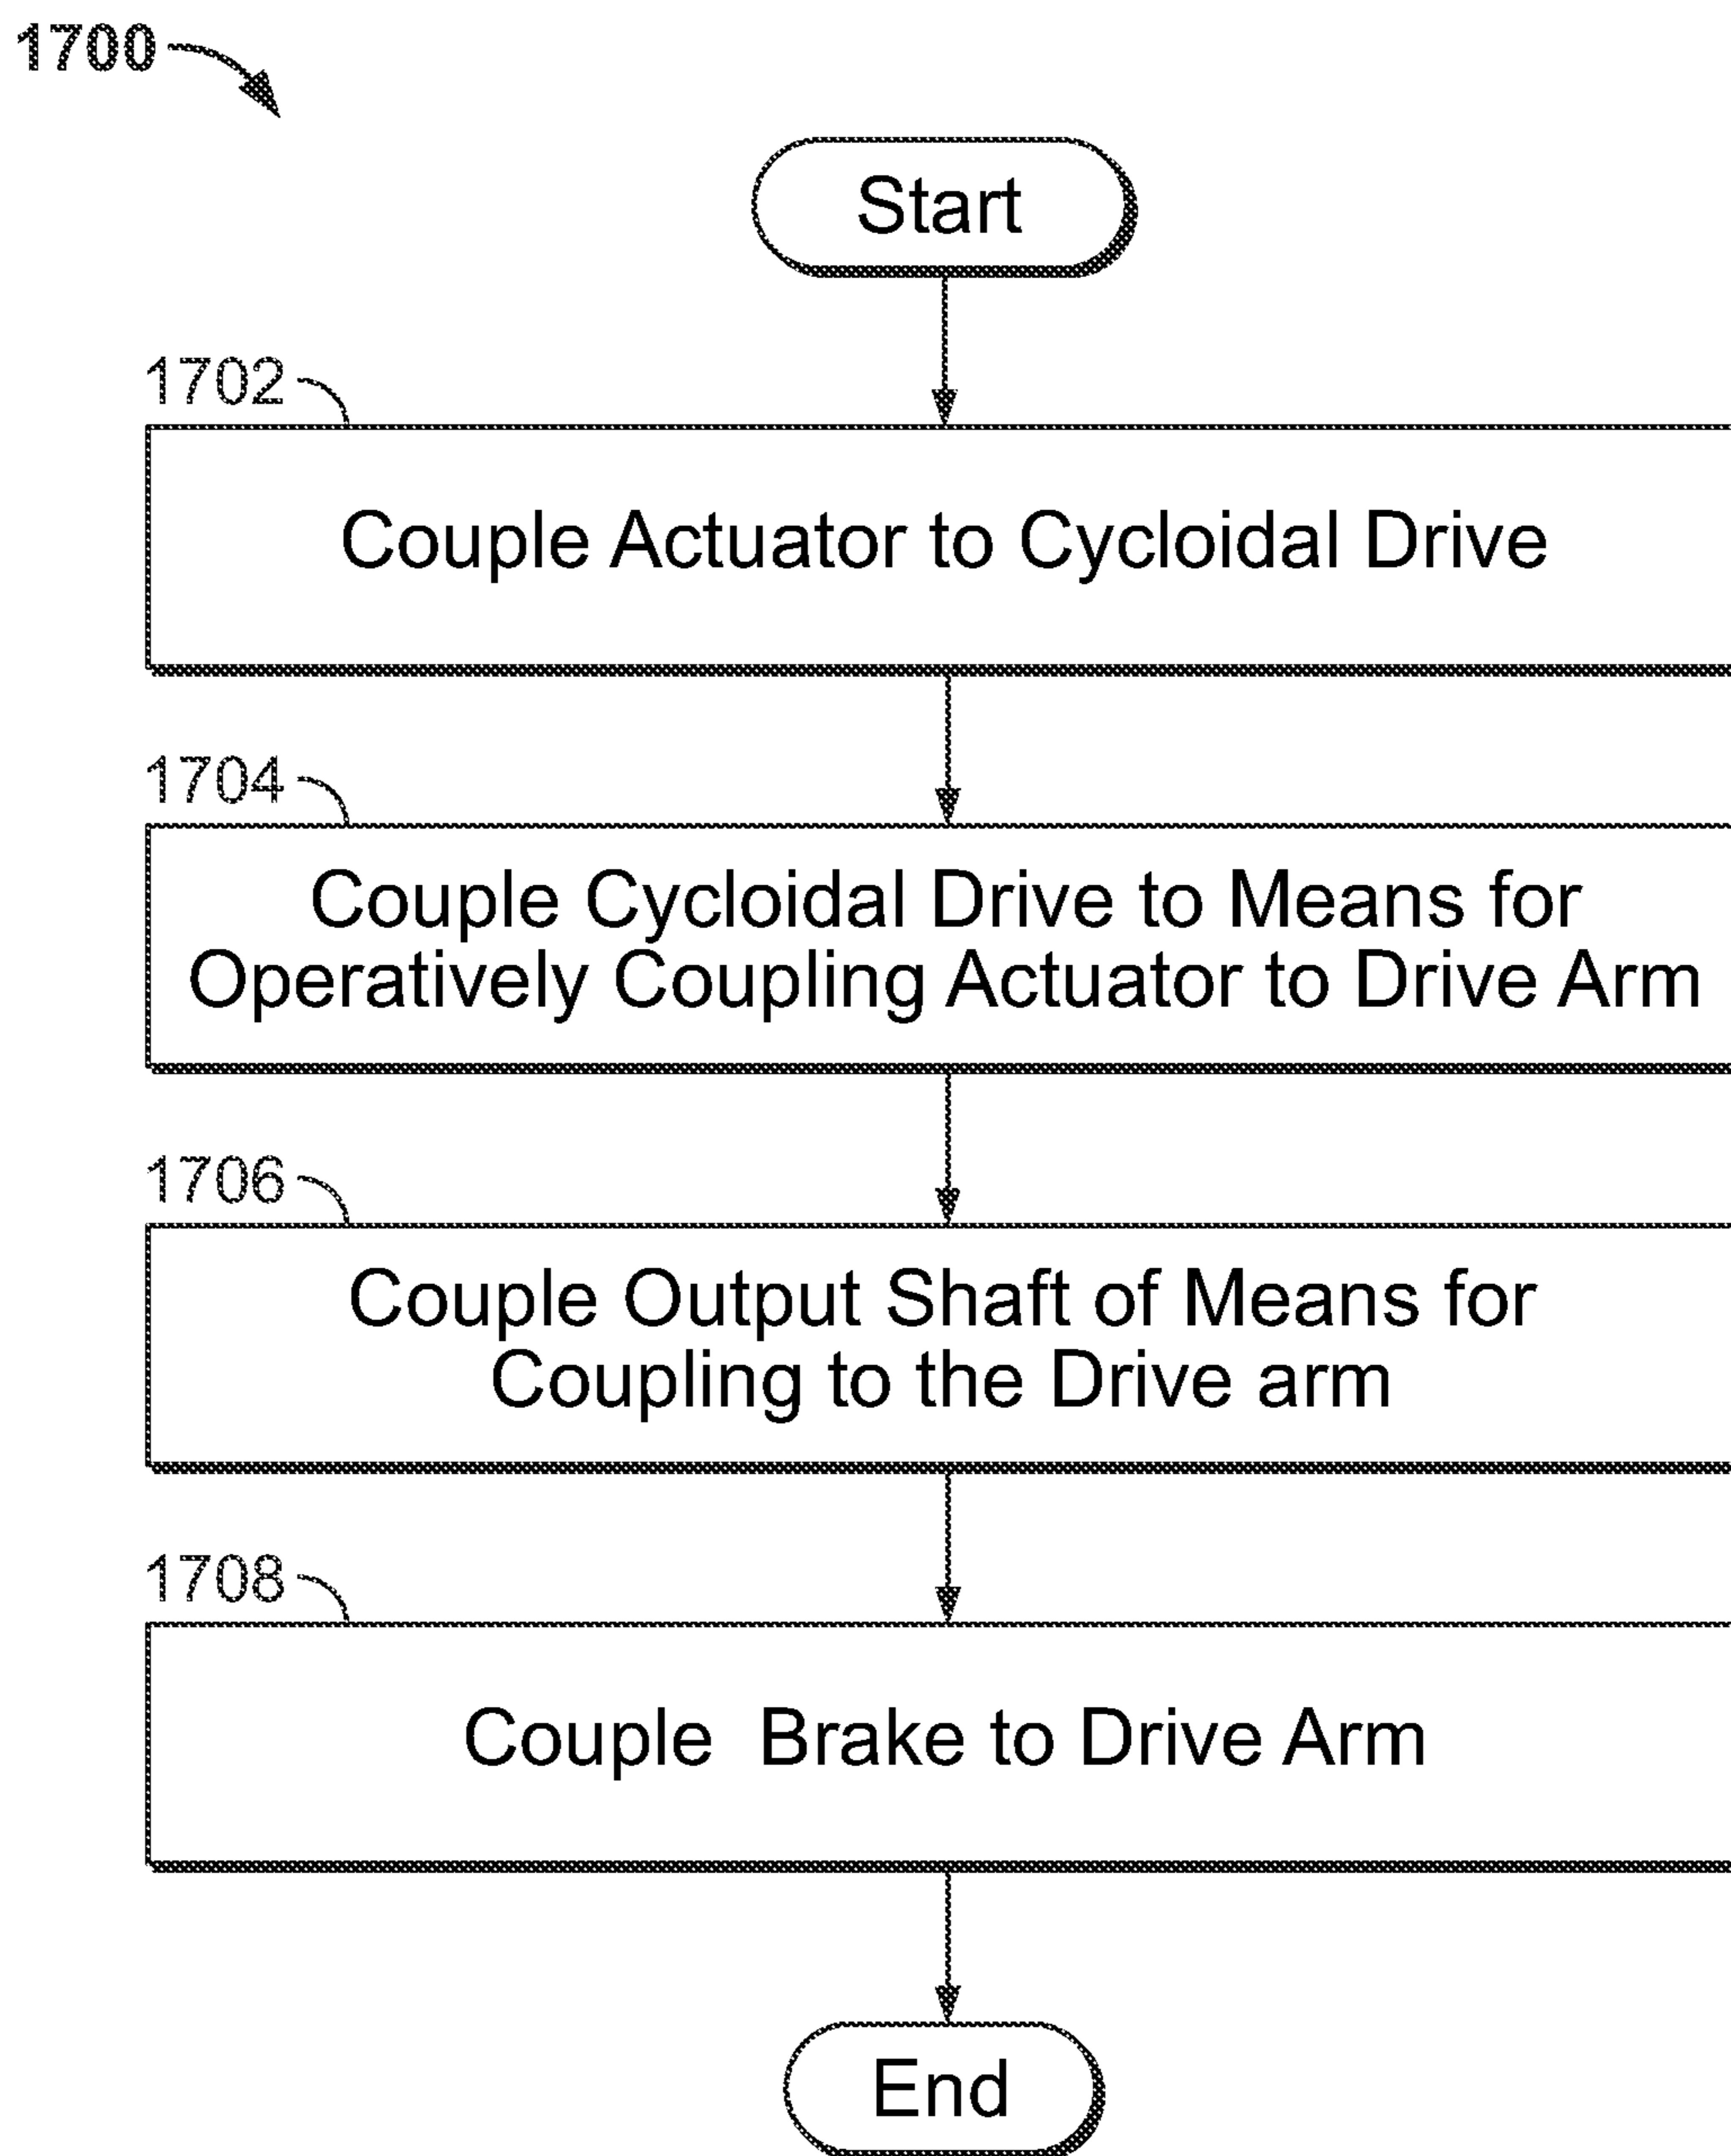 1700
Start
1702
Couple Actuator to Cycloidal Drive
1704
Couple Cycloidal Drive to Means for
Operatively Coupling Actuator to Drive Arm
1706
Couple Output Shaft of Means for
Coupling to the Drive arm
1708
Couple  Brake to Drive Arm
End